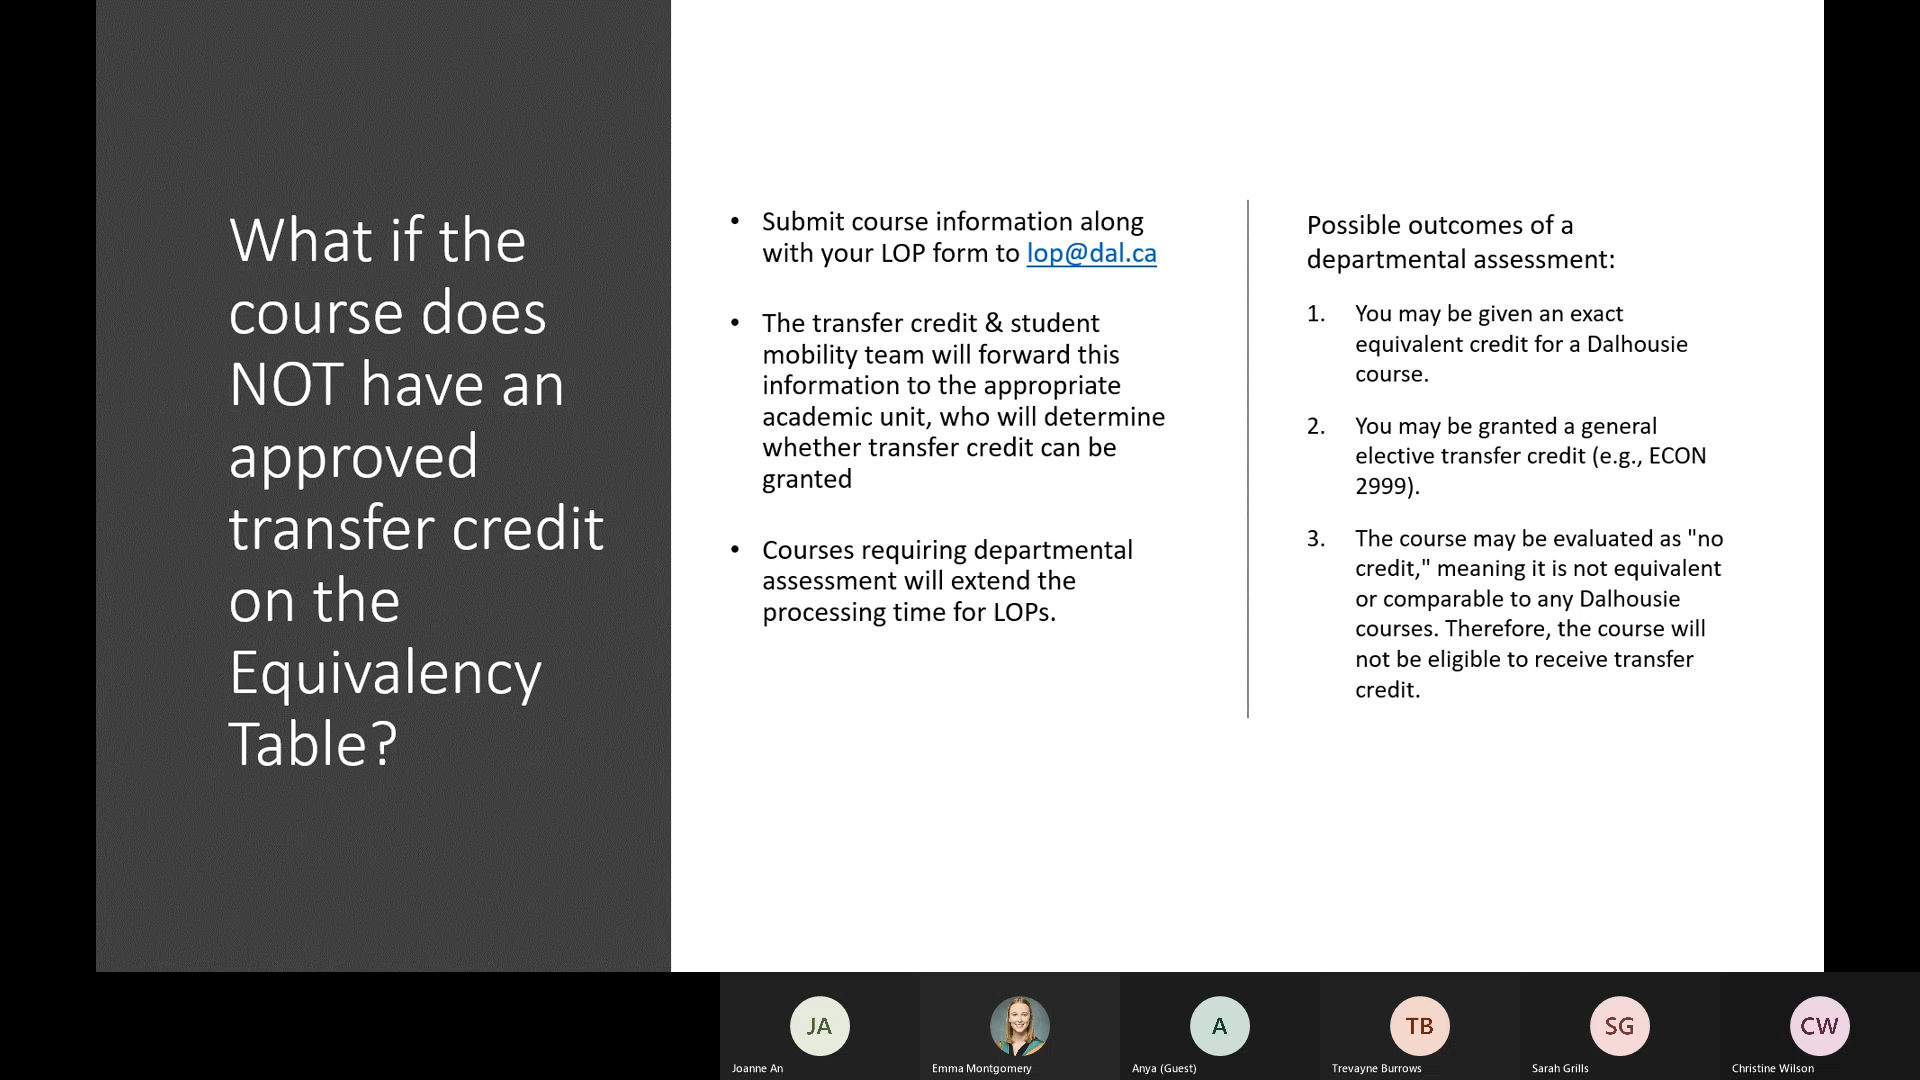 What if the
course does
NOT have an
approved
transfer credit
on the
Equivalency
Table?
• Submit course information along
with your LOP form to lop@dal.ca
• The transfer credit & student
mobility team will forward this
information to the appropriate
academic unit, who will determine
whether transfer credit can be
granted
• Courses requiring departmental
assessment will extend the
processing time for LOPs.
Possible outcomes of a
departmental assessment:
1. You may be given an exact
equivalent credit for a Dalhousie
course.
2. You may be granted a general
elective transfer credit (e.g., ECON
2999).
3. The course may be evaluated as "no
credit," meaning it is not equivalent
or comparable to any Dalhousie
courses. Therefore, the course will
not be eligible to receive transfer
credit.
JA
Joanne An
Emma Montgomery
A
Anya (Guest)
TB
Trevayne Burrows
SG
Sarah Grills
CW
Christine Wilson